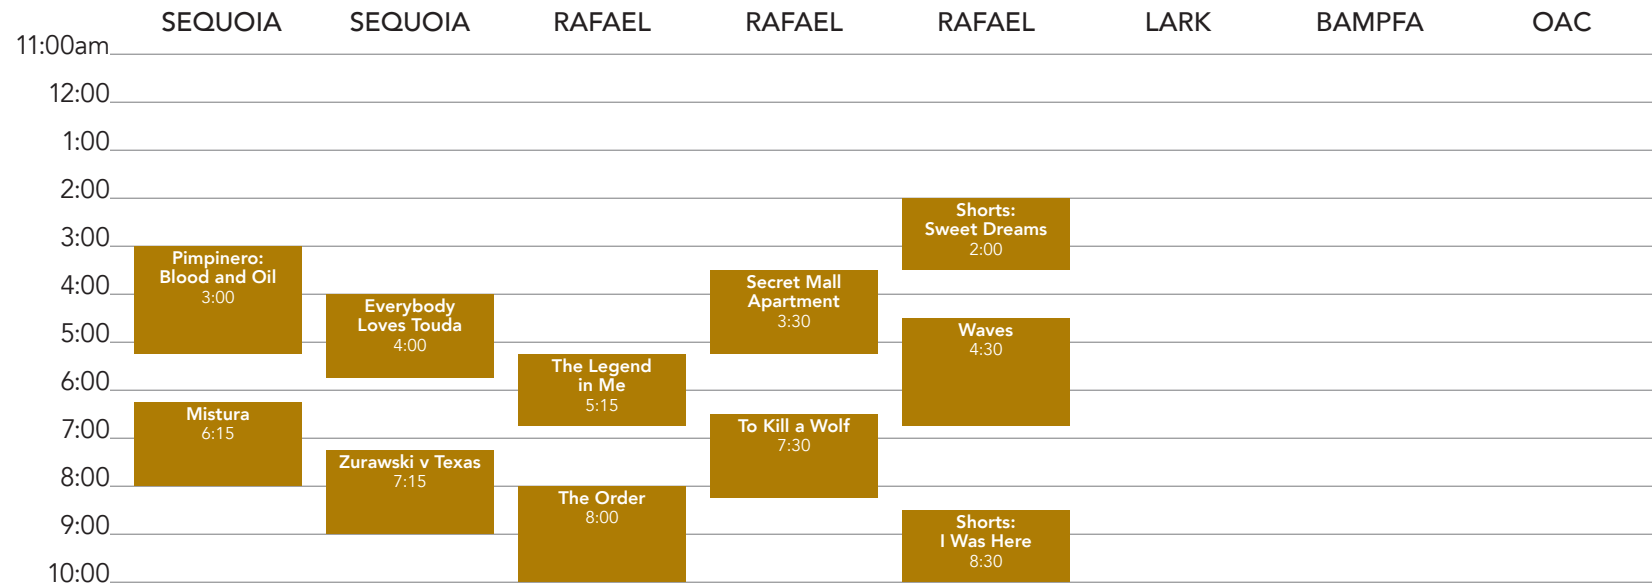 SEQUOIA SEQUOIA RAFAEL RAFAEL RAFAEL LARK BAMPFA OAC
11:00am
12:00
1:00
2:00
3:00
4:00
5:00
6:00
7:00
8:00
9:00
10:00
Pimpinero:
Blood and Oil
3:00
Mistura
6:15
Everybody
Loves Touda
4:00
Zurawski v Texas
7:15
The Legend
in Me
5:15
The Order
8:00
Secret Mall
Apartment
3:30
To Kill a Wolf
7:30
Shorts:
Sweet Dreams
2:00
Waves
4:30
Shorts:
I Was Here
8:30